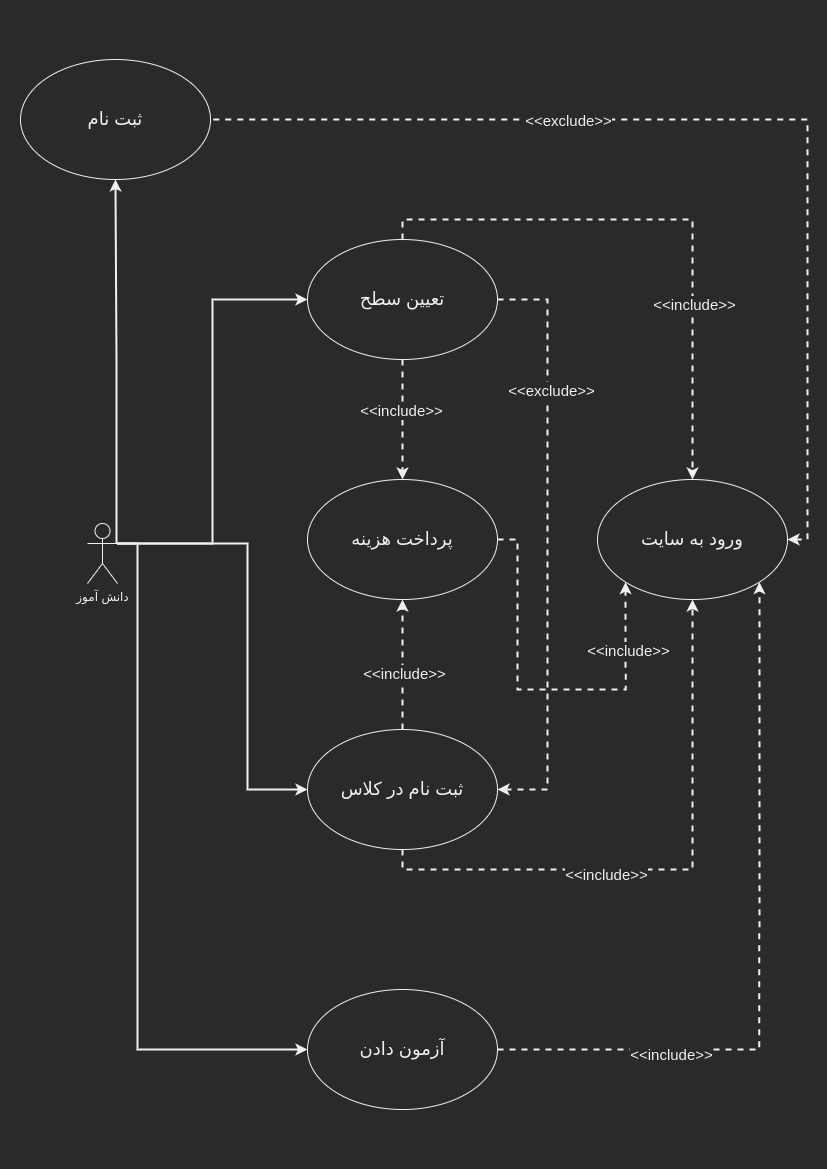 ثبت نام
<<exclude>>
تعیین سطح
<<include>>
<<exclude>>
<<include>>
پرداخت هزینه
ورود به سایت
دانش آموز
<<include>>
<<include>>
ثبت نام در کلاس
<<include>>
آزمون دادن
<<include>>